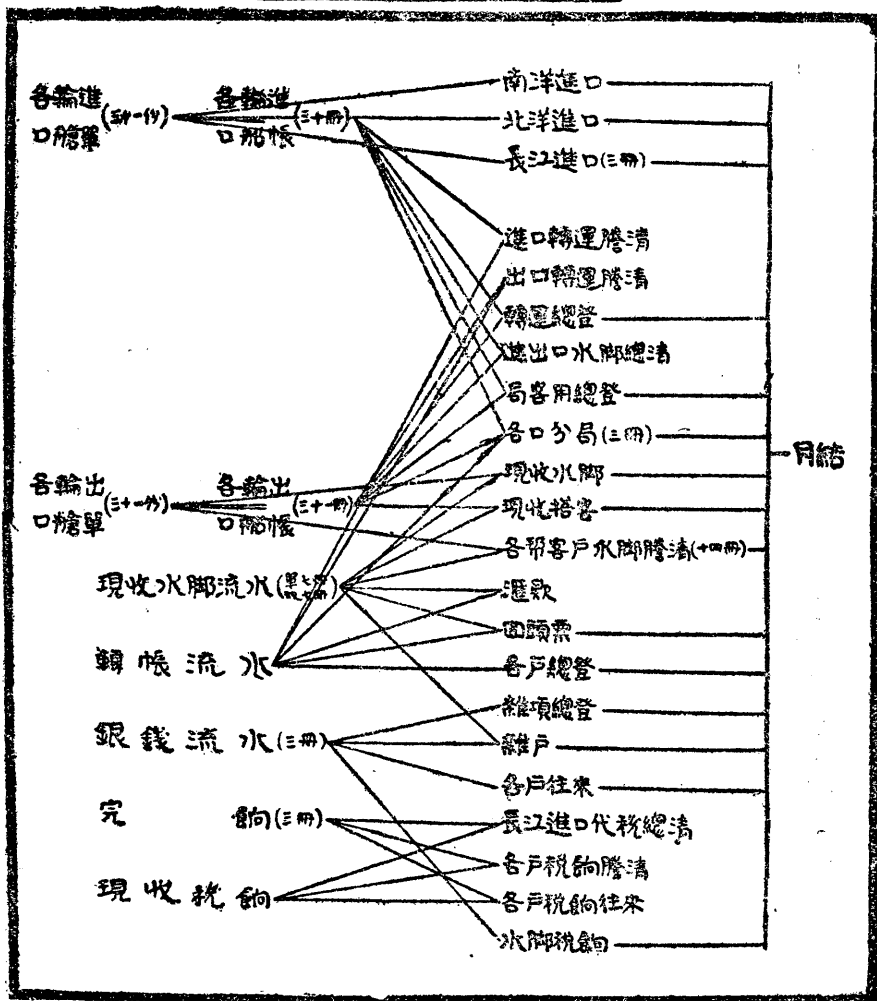 各輪進
口艙單
(三十一份)
各輪進
口船帳
(三十冊)
南洋進口
北洋進口
長江進口(三冊)
進口轉運謄清
出口轉運謄清
轉運總登
進出口水脚總清
局客用總登
各口分局(三冊)
各輪出
口艙單
(三十一份)
各輪出
口船帳
(三十一冊)
現收水脚
現收搭客
各帮客戶水脚謄清(十四冊)
現收水脚流水
滙欵
回頭票
轉帳流水
各戶總登
雜項總登
銀錢流水(三冊)
雜戶
各戶往來
完餉(三冊)
長江進口代稅總清
各戶稅餉謄清
現收稅餉
各戶稅餉往來
水脚稅餉
月結